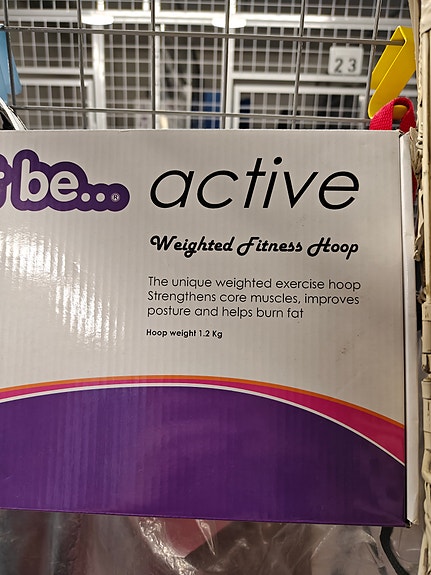 23
be...® active
Weighted Fitness Hoop
The unique weighted exercise hoop
Strengthens core muscles, improves
posture and helps burn fat
Hoop weight 1.2 Kg